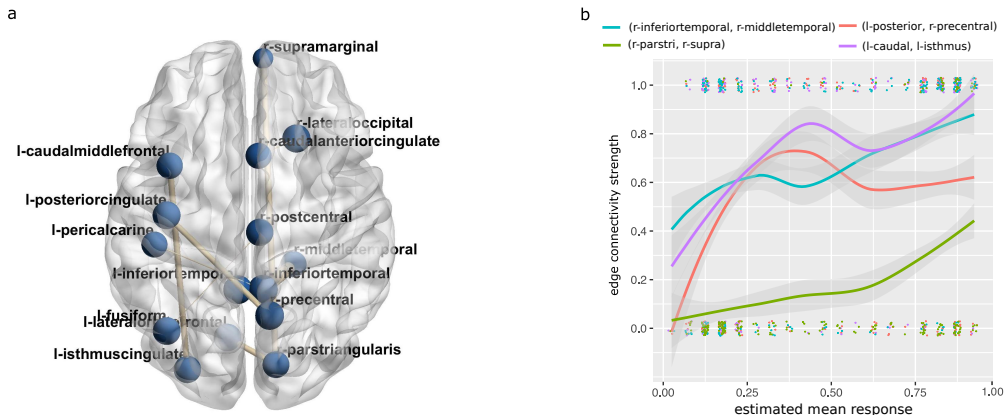 a
r-supramarginal
r-lateraloccipital
r-caudalanteriorcingulate
l-caudalmiddlefrontal
l-posteriorcingulate
r-postcentral
l-pericalcarine
r-middletemporal
l-inferiortemporal
r-inferiortemporal
r-precentral
l-fusiform
l-lateralorbitofrontal
l-isthmuscingulate
r-parstriangularis
b
(r-inferiortemporal, r-middletemporal)
(l-posterior, r-precentral)
(r-parstri, r-supra)
(l-caudal, l-isthmus)
edge connectivity strength
1.0
0.8
0.6
0.4
0.2
0.0
0.00 0.25 0.50 0.75 1.00
estimated mean response